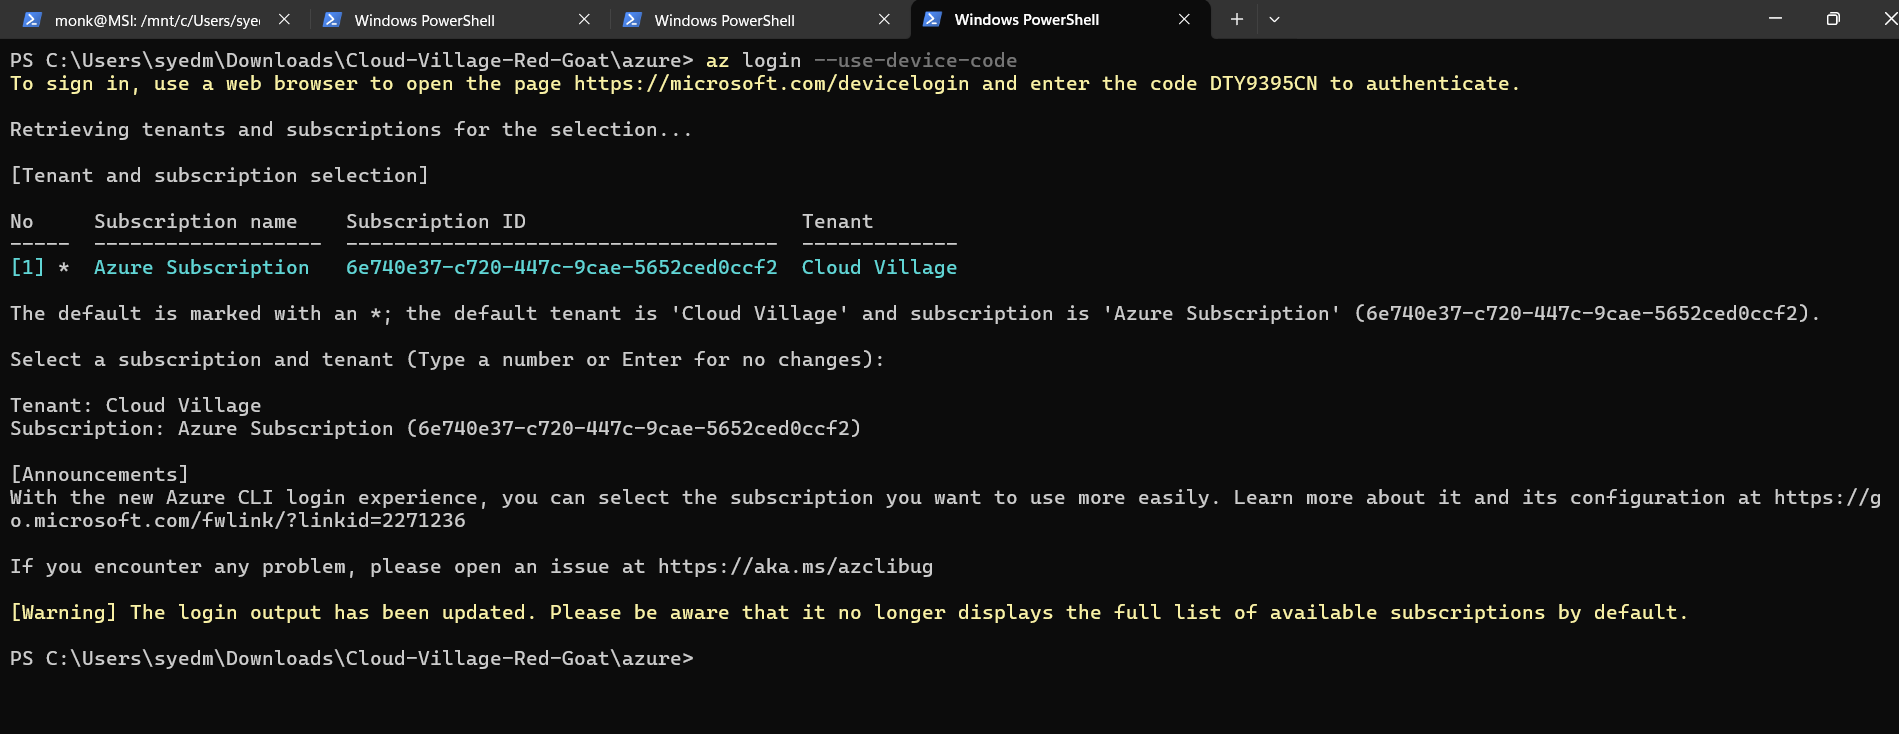 monk@MSI: /mnt/c/Users/sye
Windows PowerShell
Windows PowerShell
Windows PowerShell
PS C:\Users\syedm\Downloads\Cloud-Village-Red-Goat\azure> az login --use-device-code
To sign in, use a web browser to open the page https://microsoft.com/devicelogin and enter the code DTY9395CN to authenticate.
Retrieving tenants and subscriptions for the selection...
[Tenant and subscription selection]
No     Subscription name    Subscription ID                       Tenant
-----  -------------------  ------------------------------------  -------------
[1] *  Azure Subscription   6e740e37-c720-447c-9cae-5652ced0ccf2  Cloud Village
The default is marked with an *; the default tenant is 'Cloud Village' and subscription is 'Azure Subscription' (6e740e37-c720-447c-9cae-5652ced0ccf2).
Select a subscription and tenant (Type a number or Enter for no changes):
Tenant: Cloud Village
Subscription: Azure Subscription (6e740e37-c720-447c-9cae-5652ced0ccf2)
[Announcements]
With the new Azure CLI login experience, you can select the subscription you want to use more easily. Learn more about it and its configuration at https://g
o.microsoft.com/fwlink/?linkid=2271236
If you encounter any problem, please open an issue at https://aka.ms/azclibug
[Warning] The login output has been updated. Please be aware that it no longer displays the full list of available subscriptions by default.
PS C:\Users\syedm\Downloads\Cloud-Village-Red-Goat\azure>